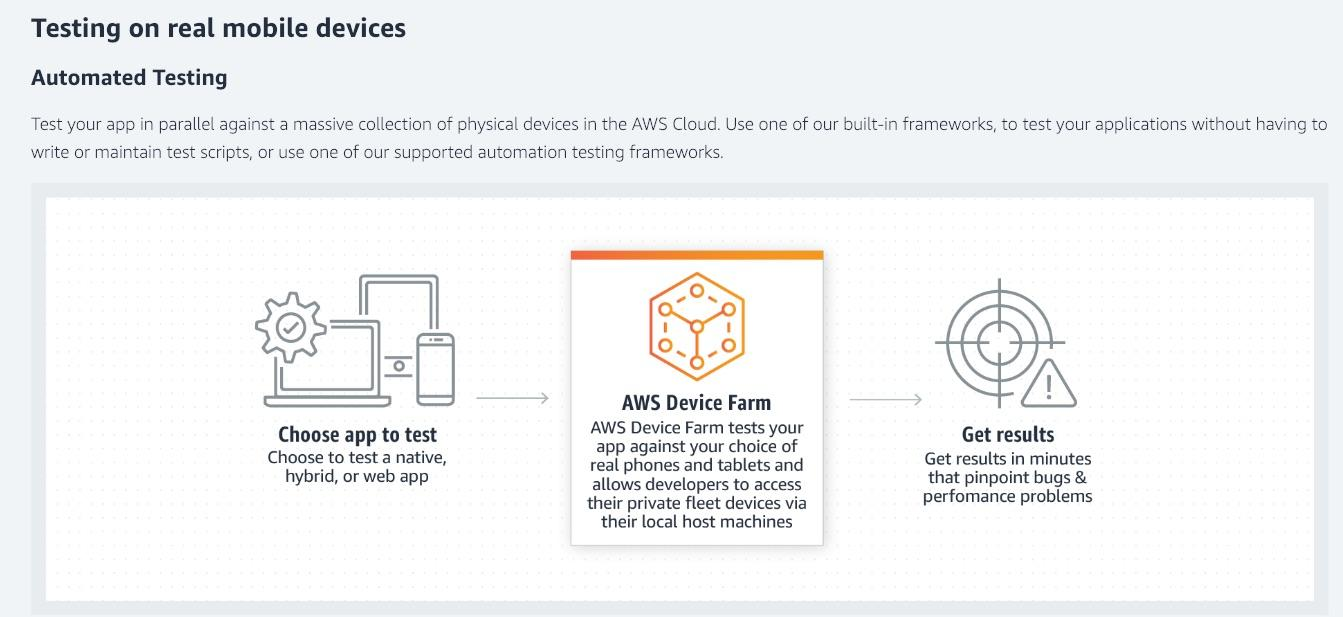 Testing on real mobile devices
Automated Testing
Test your app in parallel against a massive collection of physical devices in the AWS Cloud. Use one of our built-in frameworks, to test your applications without having to
write or maintain test scripts, or use one of our supported automation testing frameworks.
Choose app to test
Choose to test a native,
hybrid, or web app
AWS Device Farm
AWS Device Farm tests your
app against your choice of
real phones and tablets and
allows developers to access
their private fleet devices via
their local host machines
Get results
Get results in minutes
that pinpoint bugs &
perfomance problems